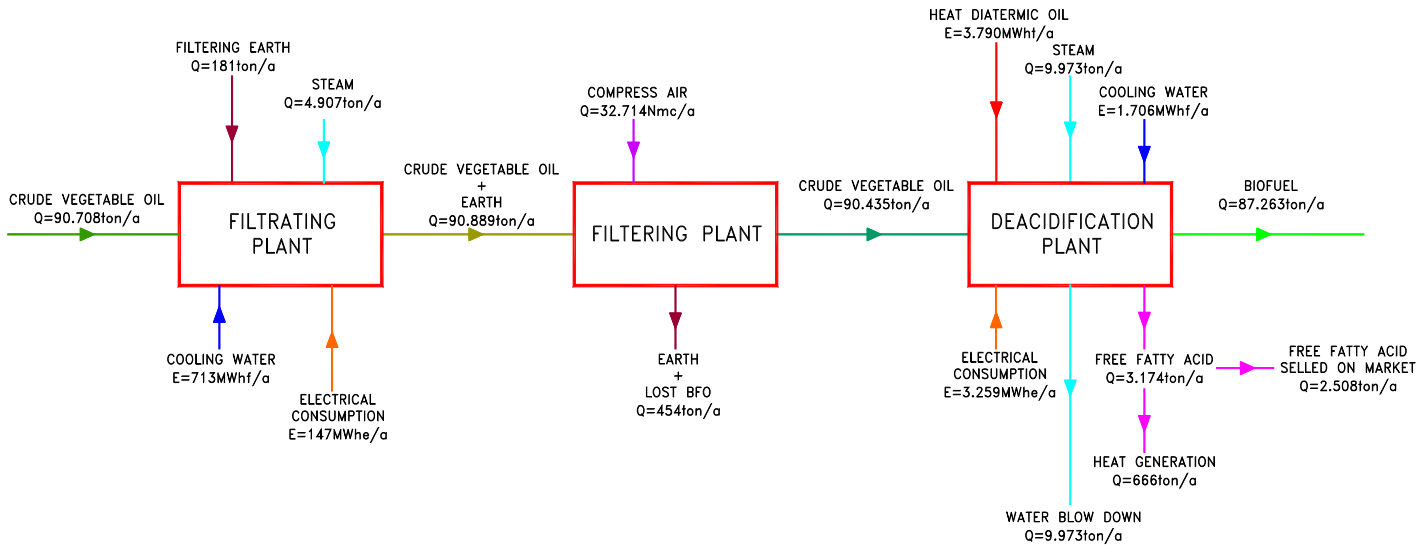 HEAT DIATERMIC OIL
E=3.790MWht/a
FILTERING EARTH
Q=181ton/a
STEAM
Q=4.907ton/a
COMPRESS AIR
Q=32.714Nmc/a
STEAM
Q=9.973ton/a
COOLING WATER
E=1.706MWhf/a
CRUDE VEGETABLE OIL
Q=90.708ton/a
FILTRATING
PLANT
CRUDE VEGETABLE OIL
+
EARTH
Q=90.889ton/a
FILTERING PLANT
CRUDE VEGETABLE OIL
Q=90.435ton/a
DEACIDIFICATION
PLANT
BIOFUEL
Q=87.263ton/a
COOLING WATER
E=713MWhf/a
ELECTRICAL
CONSUMPTION
E=147MWhe/a
EARTH
+
LOST BFO
Q=454ton/a
ELECTRICAL
CONSUMPTION
E=3.259MWhe/a
FREE FATTY ACID
Q=3.174ton/a
FREE FATTY ACID
SELLED ON MARKET
Q=2.508ton/a
HEAT GENERATION
Q=666ton/a
WATER BLOW DOWN
Q=9.973ton/a